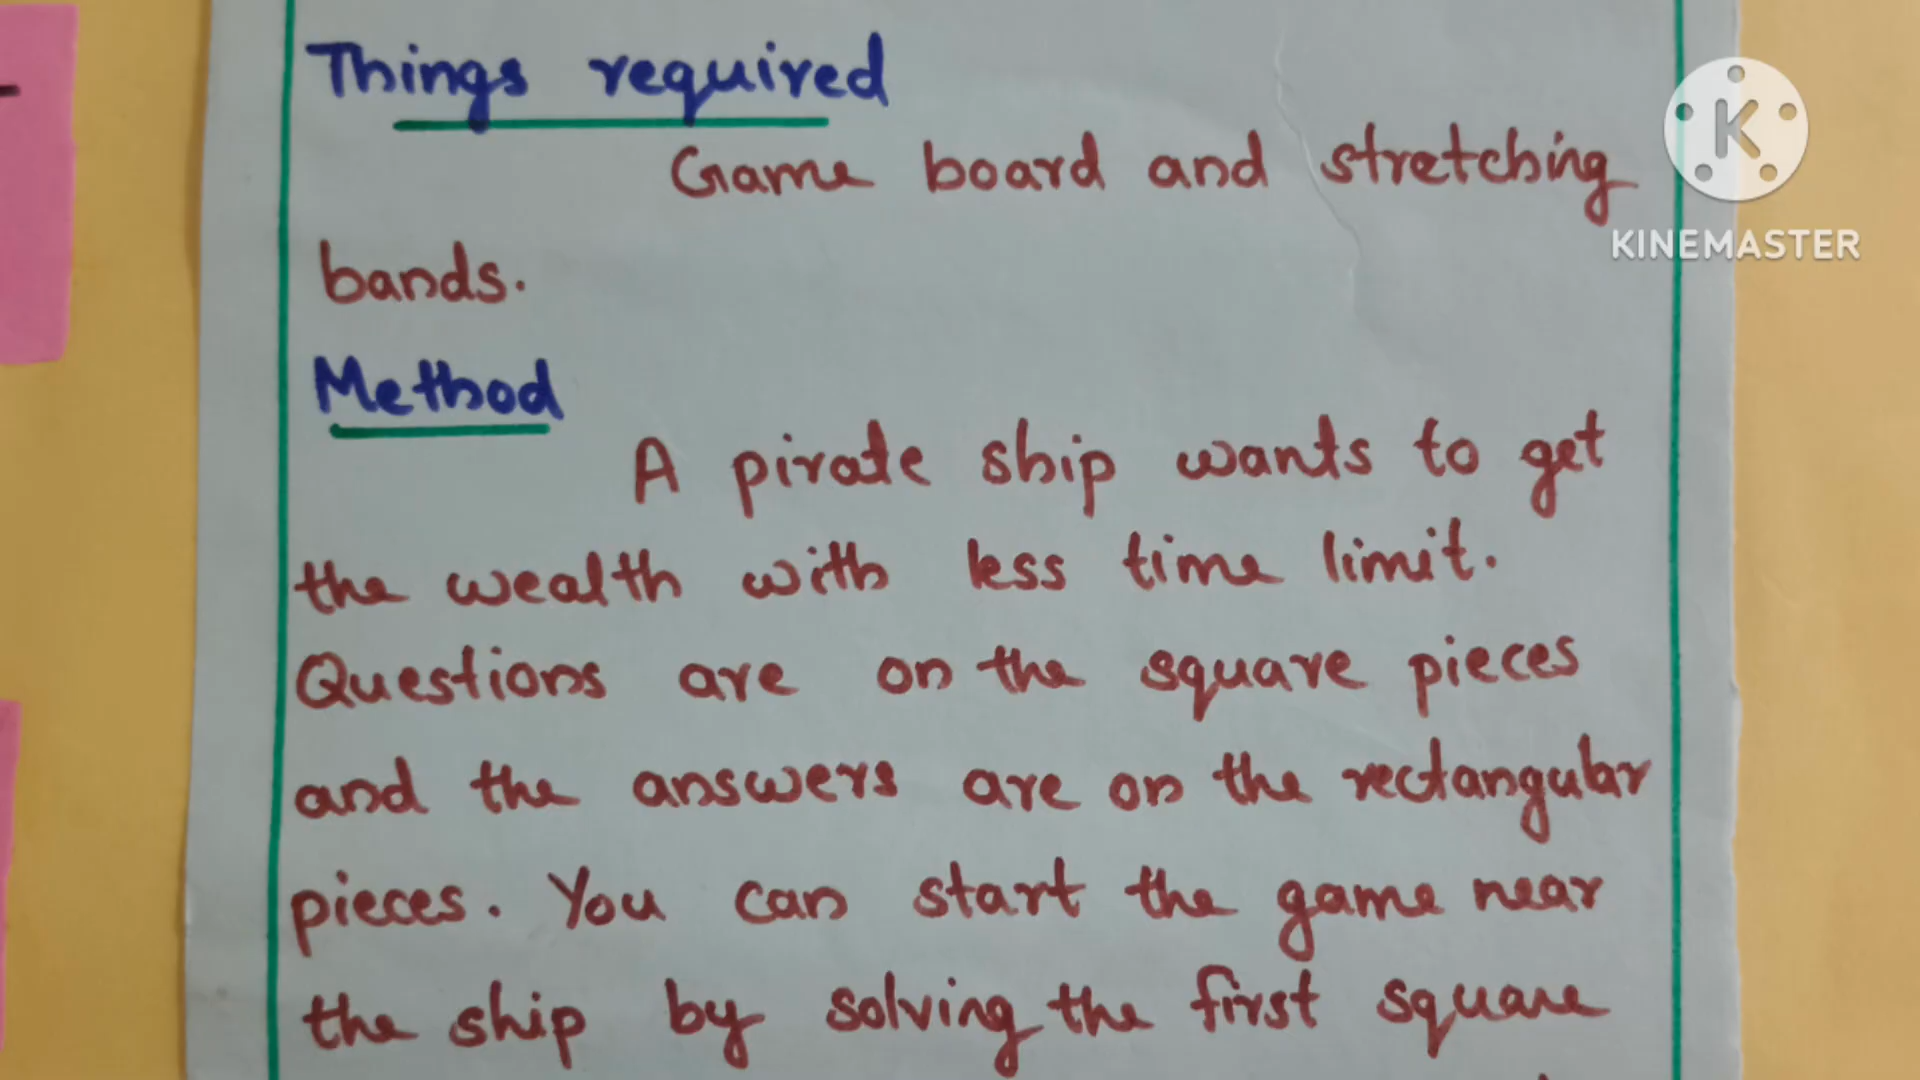 Things required
Game board and stretching
bands.
Method
A pirate ship wants to get
the wealth with less time limit.
Questions are on the square pieces
and the answers are on the rectangular
pieces. You can start the game near
the ship by solving the first square
K
KINEMASTER